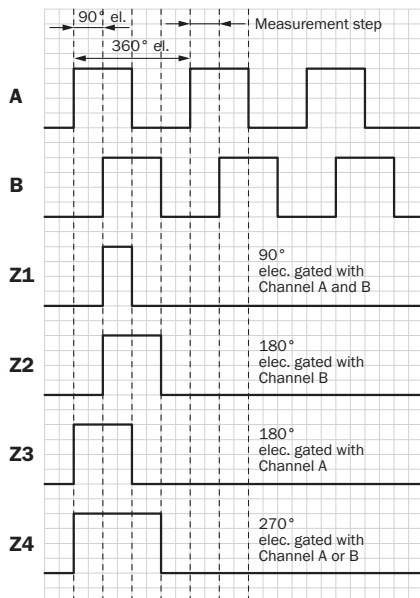 90° el.
Measurement step
360° el.
A
B
Z1
90°
elec. gated with
Channel A and B
Z2
180°
elec. gated with
Channel B
Z3
180°
elec. gated with
Channel A
Z4
270°
elec. gated with
Channel A or B